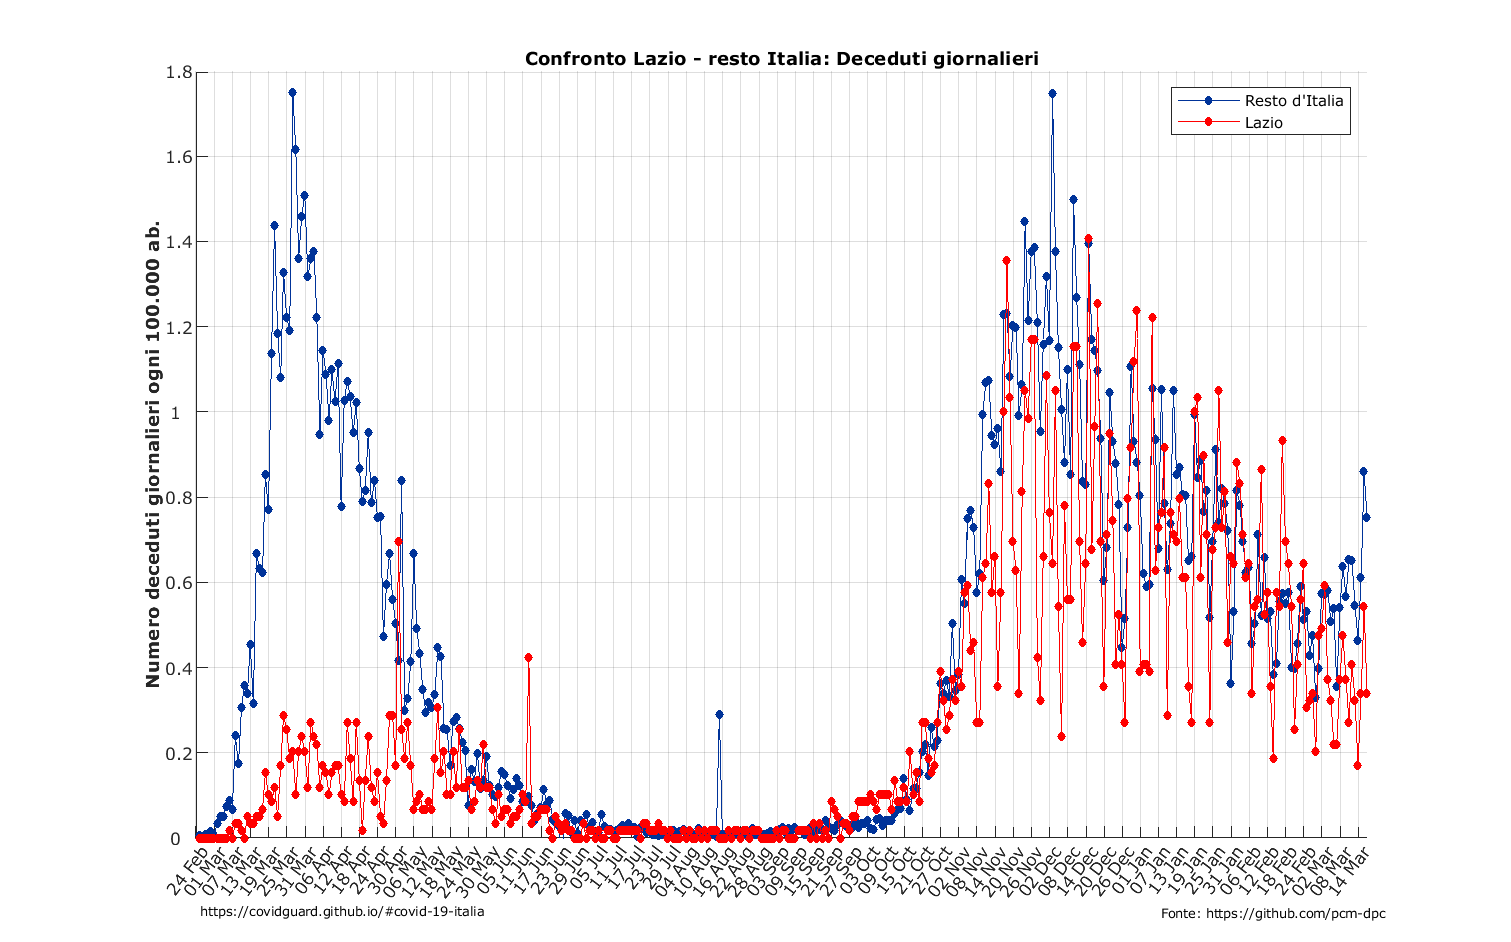 Confronto Lazio - resto Italia: Deceduti giornalieri
Numero deceduti giornalieri ogni 100.000 ab.
1.8
1.6
1.4
1.2
1
0.8
0.6
0.4
0.2
0
Resto d'Italia
Lazio
24 Feb
01 Mar
07 Mar
13 Mar
19 Mar
25 Mar
31 Mar
06 Apr
12 Apr
18 Apr
24 Apr
30 Apr
06 May
12 May
18 May
24 May
30 May
05 Jun
11 Jun
17 Jun
23 Jun
29 Jun
05 Jul
11 Jul
17 Jul
23 Jul
29 Jul
04 Aug
10 Aug
16 Aug
22 Aug
28 Aug
03 Sep
09 Sep
15 Sep
21 Sep
27 Sep
03 Oct
09 Oct
15 Oct
21 Oct
27 Oct
02 Nov
08 Nov
14 Nov
20 Nov
26 Nov
02 Dec
08 Dec
14 Dec
20 Dec
26 Dec
01 Jan
07 Jan
13 Jan
19 Jan
25 Jan
31 Jan
06 Feb
12 Feb
18 Feb
24 Feb
02 Mar
08 Mar
14 Mar
https://covidguard.github.io/#covid-19-italia
Fonte: https://github.com/pcm-dpc